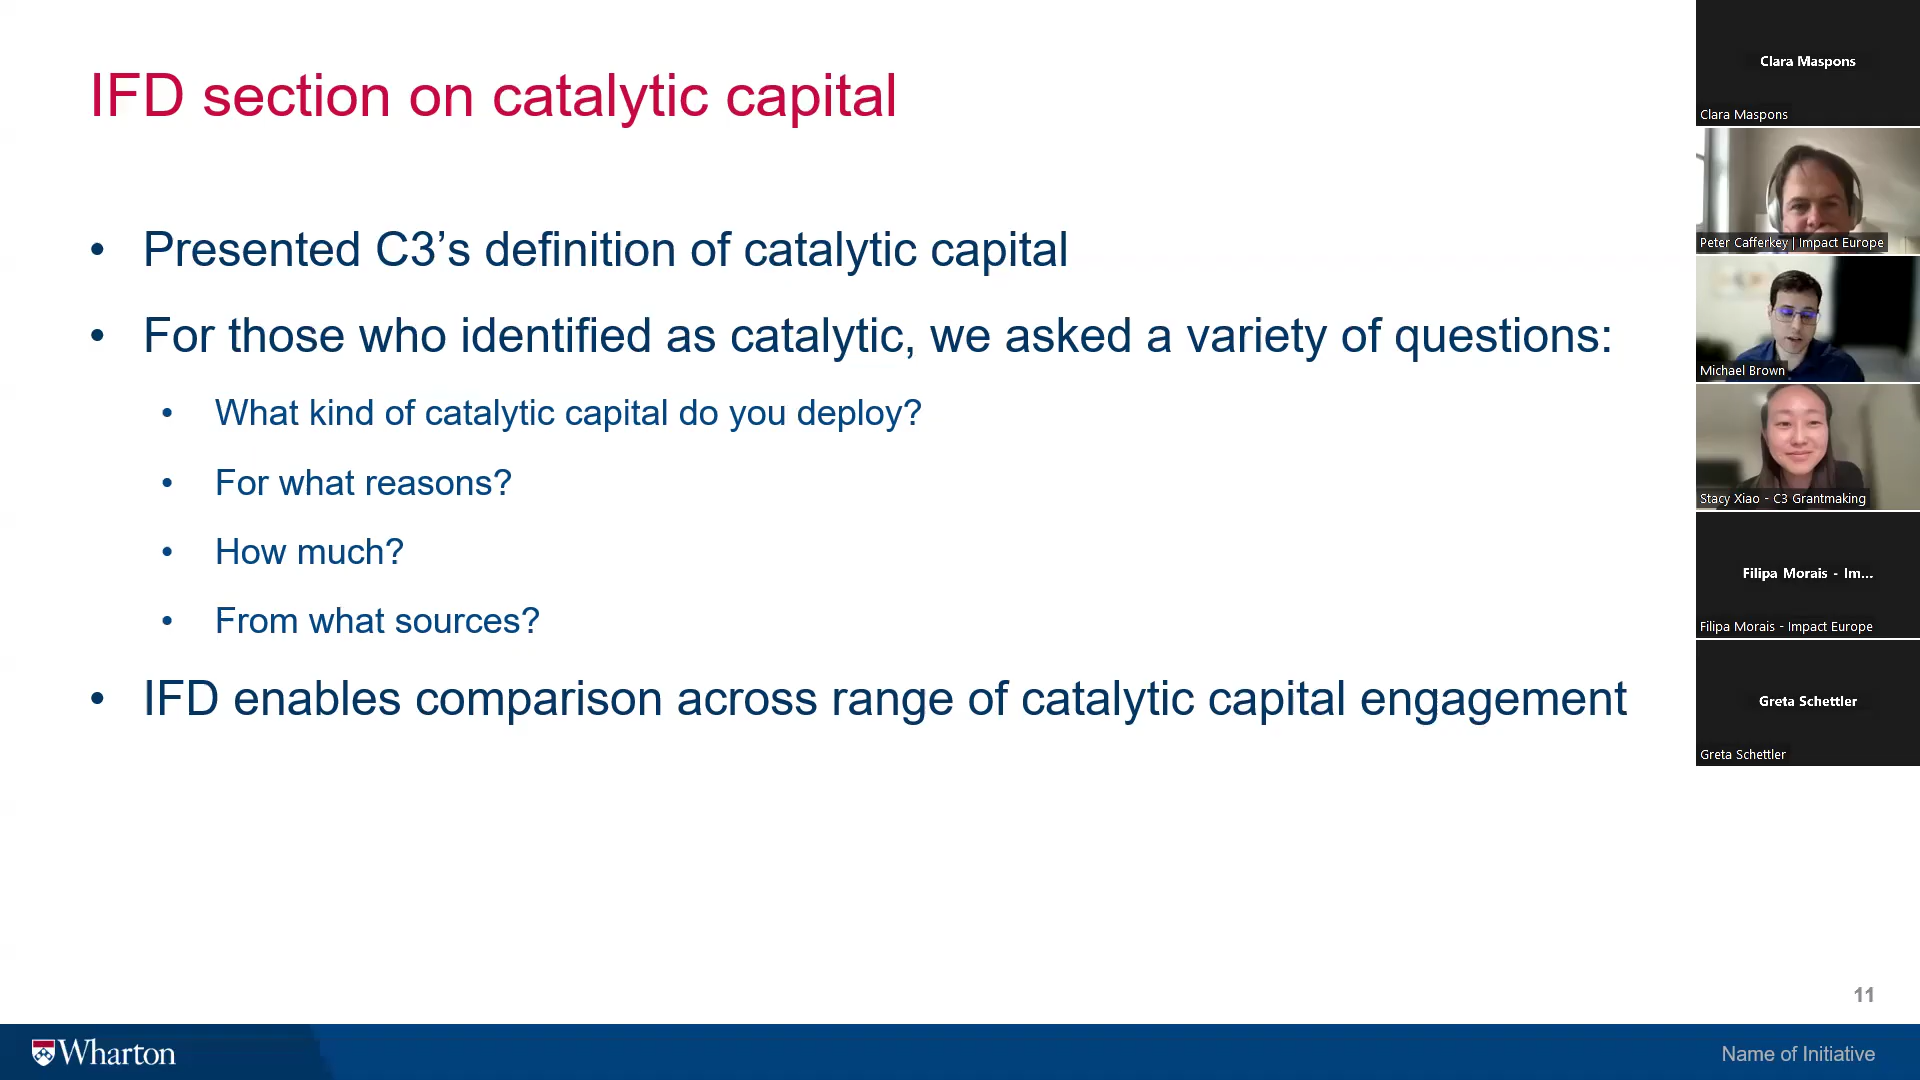 IFD section on catalytic capital
• Presented C3’s definition of catalytic capital
• For those who identified as catalytic, we asked a variety of questions:
• What kind of catalytic capital do you deploy?
• For what reasons?
• How much?
• From what sources?
• IFD enables comparison across range of catalytic capital engagement
11
Wharton
Name of Initiative
Clara Maspons
Clara Maspons
Peter Cafferkey | Impact Europe
Michael Brown
Stacy Xiao - C3 Grantmaking
Filipa Morais - Im...
Filipa Morais - Impact Europe
Greta Schettler
Greta Schettler